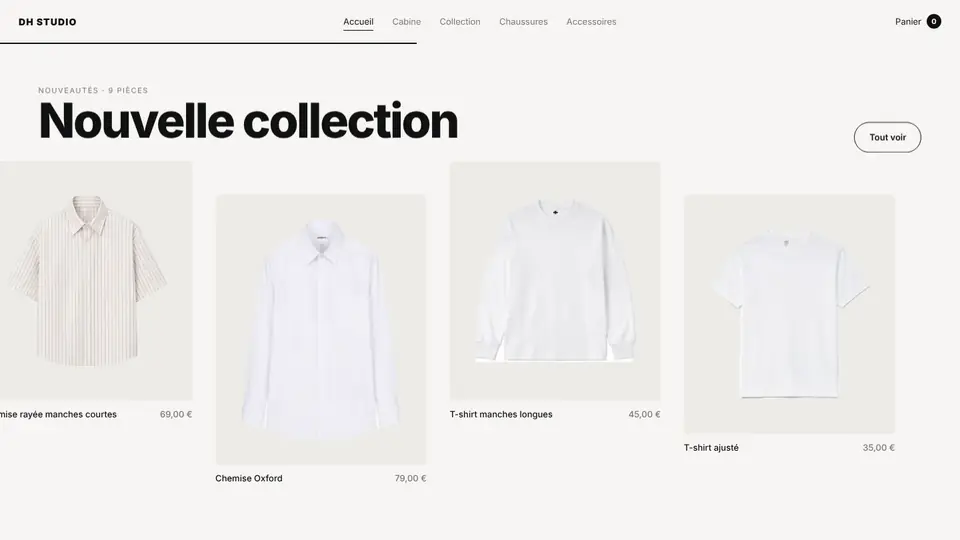 DH STUDIO
Accueil
Cabine
Collection
Chaussures
Accessoires
Panier 0
NOUVEAUTÉS · 9 PIÈCES
Nouvelle collection
Tout voir
mise rayée manches courtes 69,00 €
T-shirt manches longues 45,00 €
T-shirt ajusté 35,00 €
Chemise Oxford 79,00 €